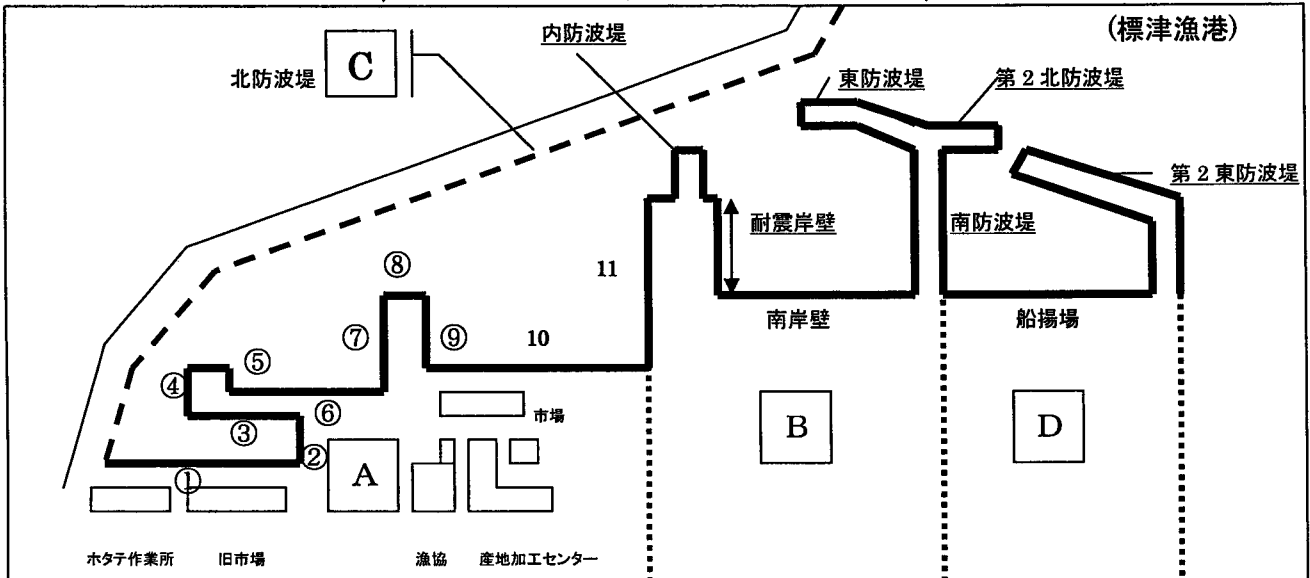 (標津漁港)
内防波堤
C
北防波堤
東防波堤
第2北防波堤
第2東防波堤
耐震岸壁
南防波堤
⑧
11
南岸壁
船揚場
⑦
⑨
10
⑤
④
⑥
市場
B
D
③
②
A
①
ホタテ作業所
旧市場
漁協
産地加工センター